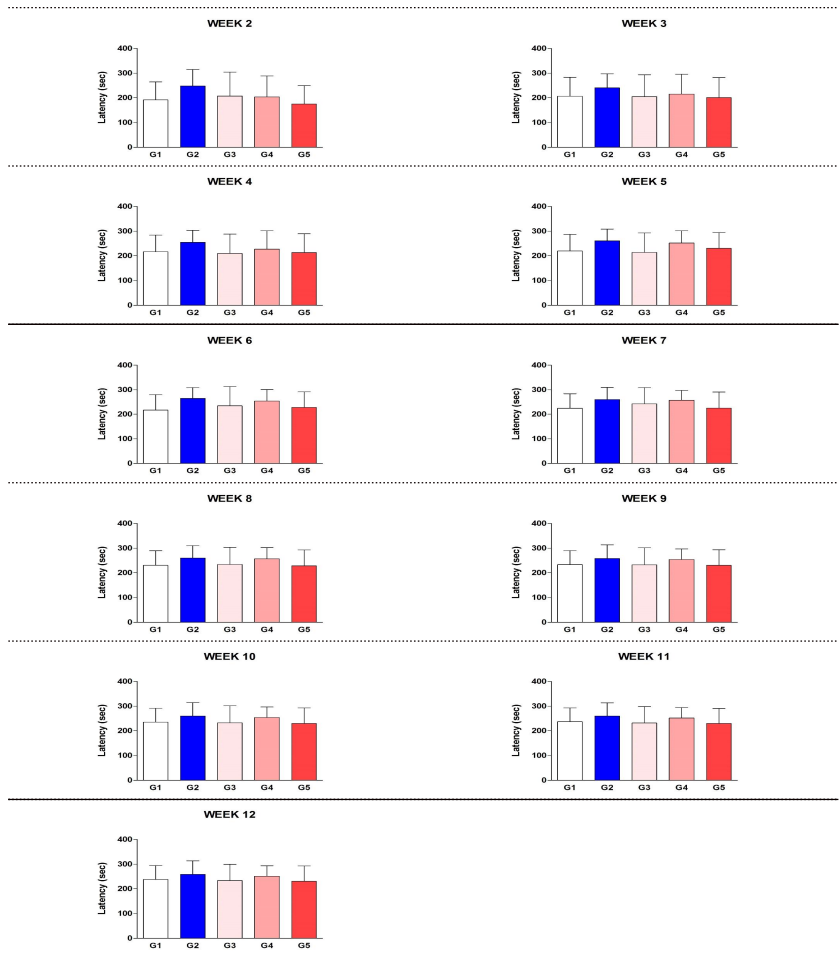 WEEK 2
400
300
200
100
0
Latency (sec)
G1 G2 G3 G4 G5
WEEK 3
400
300
200
100
0
Latency (sec)
G1 G2 G3 G4 G5
WEEK 4
400
300
200
100
0
Latency (sec)
G1 G2 G3 G4 G5
WEEK 5
400
300
200
100
0
Latency (sec)
G1 G2 G3 G4 G5
WEEK 6
400
300
200
100
0
Latency (sec)
G1 G2 G3 G4 G5
WEEK 7
400
300
200
100
0
Latency (sec)
G1 G2 G3 G4 G5
WEEK 8
400
300
200
100
0
Latency (sec)
G1 G2 G3 G4 G5
WEEK 9
400
300
200
100
0
Latency (sec)
G1 G2 G3 G4 G5
WEEK 10
400
300
200
100
0
Latency (sec)
G1 G2 G3 G4 G5
WEEK 11
400
300
200
100
0
Latency (sec)
G1 G2 G3 G4 G5
WEEK 12
400
300
200
100
0
Latency (sec)
G1 G2 G3 G4 G5